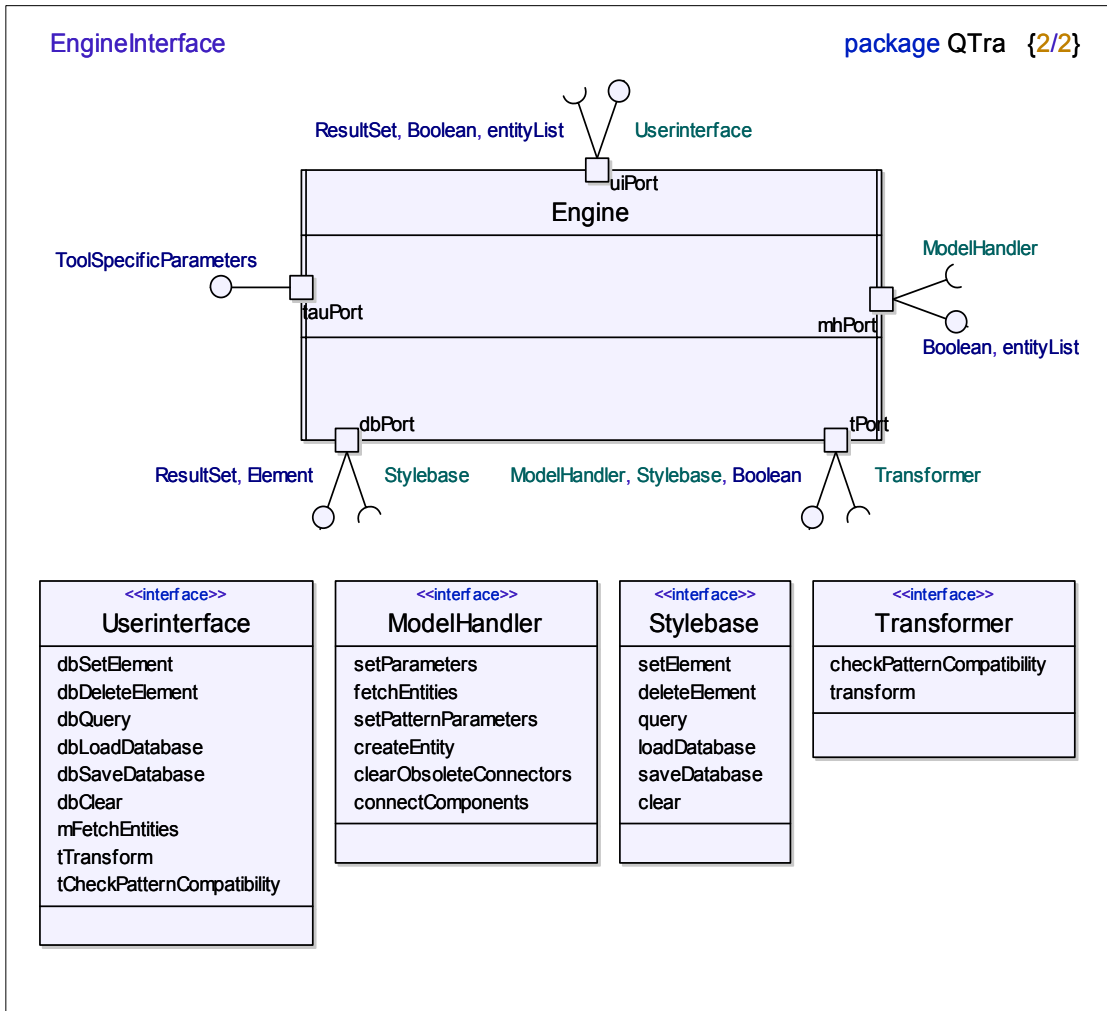 EngineInterface
package QTra {2/2}
ResultSet, Boolean, entityList
Userinterface
uiPort
Engine
ToolSpecificParameters
tauPort
ModelHandler
mhPort
Boolean, entityList
dbPort
tPort
ResultSet, Element
Stylebase
ModelHandler, Stylebase, Boolean
Transformer
<<interface>>
Userinterface
dbSetElement
dbDeleteElement
dbQuery
dbLoadDatabase
dbSaveDatabase
dbClear
mFetchEntities
tTransform
tCheckPatternCompatibility
<<interface>>
ModelHandler
setParameters
fetchEntities
setPatternParameters
createEntity
clearObsoleteConnectors
connectComponents
<<interface>>
Stylebase
setElement
deleteElement
query
loadDatabase
saveDatabase
clear
<<interface>>
Transformer
checkPatternCompatibility
transform